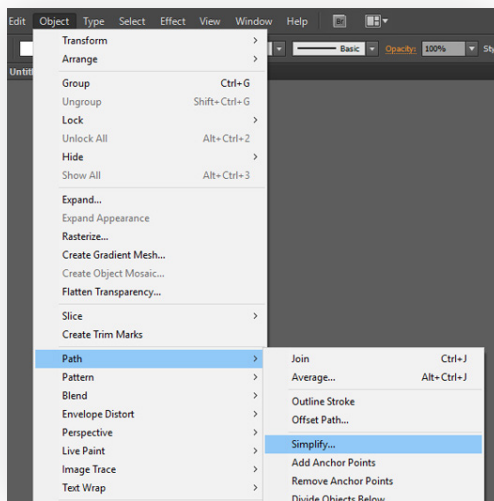 Edit Object Type Select Effect View Window Help
Basic Opacity: 100% Sty
Untitl
Transform
Arrange
Group Ctrl+G
Ungroup Shift+Ctrl+G
Lock
Unlock All Alt+Ctrl+2
Hide
Show All Alt+Ctrl+3
Expand...
Expand Appearance
Rasterize...
Create Gradient Mesh...
Create Object Mosaic...
Flatten Transparency...
Slice
Create Trim Marks
Path
Pattern
Blend
Envelope Distort
Perspective
Live Paint
Image Trace
Text Wrap
Join Ctrl+J
Average... Alt+Ctrl+J
Outline Stroke
Offset Path...
Simplify...
Add Anchor Points
Remove Anchor Points
Divide Objects Below